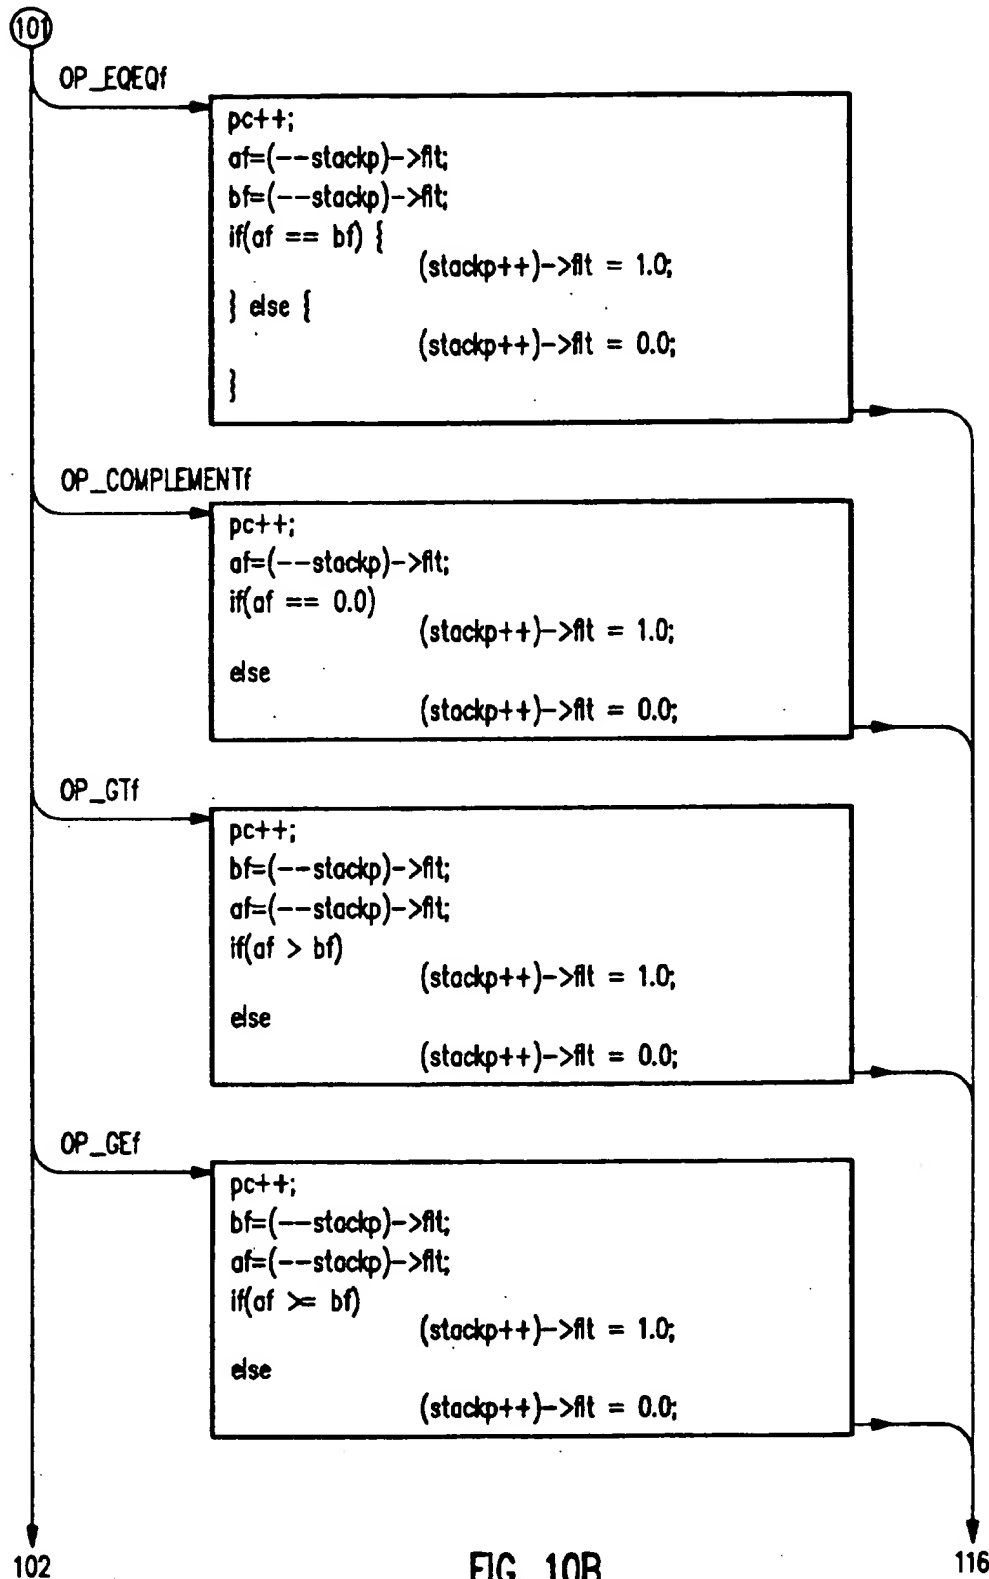 101
OP_EQEQf
pc++;
af=(--stackp)->flt;
bf=(--stackp)->flt;
if(af == bf) {
(stackp++)->flt = 1.0;
} else {
(stackp++)->flt = 0.0;
}
OP_COMPLEMENTf
pc++;
af=(--stackp)->flt;
if(af == 0.0)
(stackp++)->flt = 1.0;
else
(stackp++)->flt = 0.0;
OP_GTf
pc++;
bf=(--stackp)->flt;
af=(--stackp)->flt;
if(af > bf)
(stackp++)->flt = 1.0;
else
(stackp++)->flt = 0.0;
OP_GEf
pc++;
bf=(--stackp)->flt;
af=(--stackp)->flt;
if(af >= bf)
(stackp++)->flt = 1.0;
else
(stackp++)->flt = 0.0;
102
FIG. 10B
116